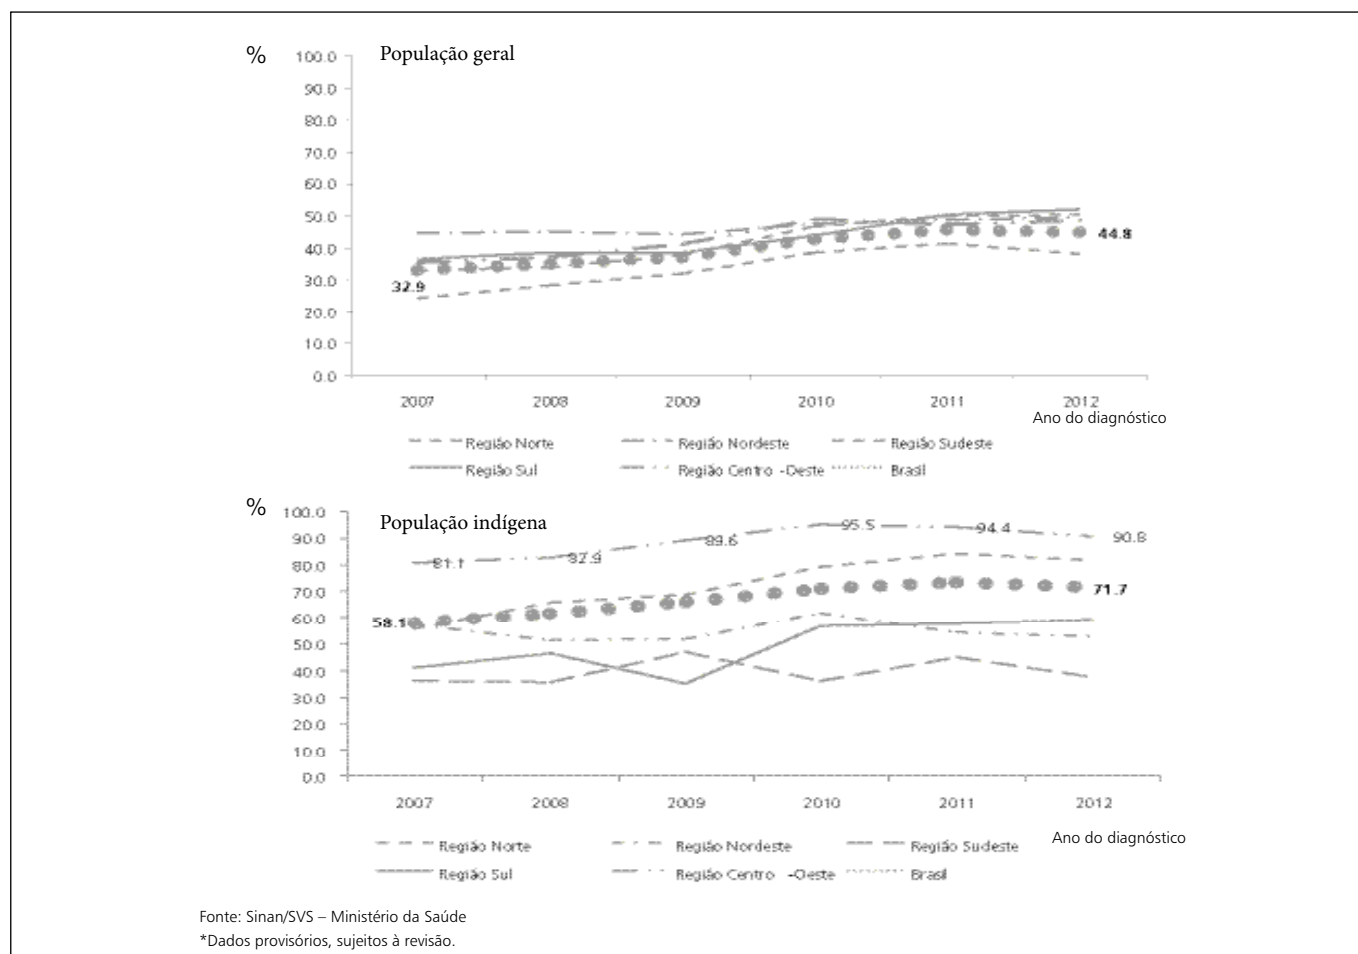 %
População geral
100.0
90.0
80.0
70.0
60.0
50.0
40.0
30.0
20.0
10.0
0.0
32.9
44.8
2007 2008 2009 2010 2011 2012
Ano do diagnóstico
Região Norte Região Nordeste Região Sudeste
Região Sul Região Centro -Oeste Brasil
%
População indígena
100.0
90.0
80.0
70.0
60.0
50.0
40.0
30.0
20.0
10.0
0.0
81.1 82.9 89.6 95.5 94.4 90.8
58.1
71.7
2007 2008 2009 2010 2011 2012
Ano do diagnóstico
Região Norte Região Nordeste Região Sudeste
Região Sul Região Centro -Oeste Brasil
Fonte: Sinan/SVS – Ministério da Saúde
*Dados provisórios, sujeitos à revisão.